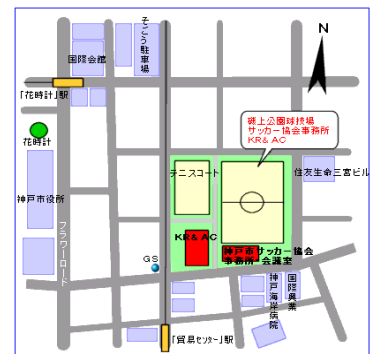 そごう駐車場
国際会館
N
「花時計」駅
磯上公園球技場
サッカー協会事務所
KR& AC
花時計
テニスコート
住友生命三宮ビル
神戸市役所
フラワーロード
KR& AC
神戸市サッカー協会
事務所 会議室
GS
神戸海岸病院
国際興業
「貿易センター」駅